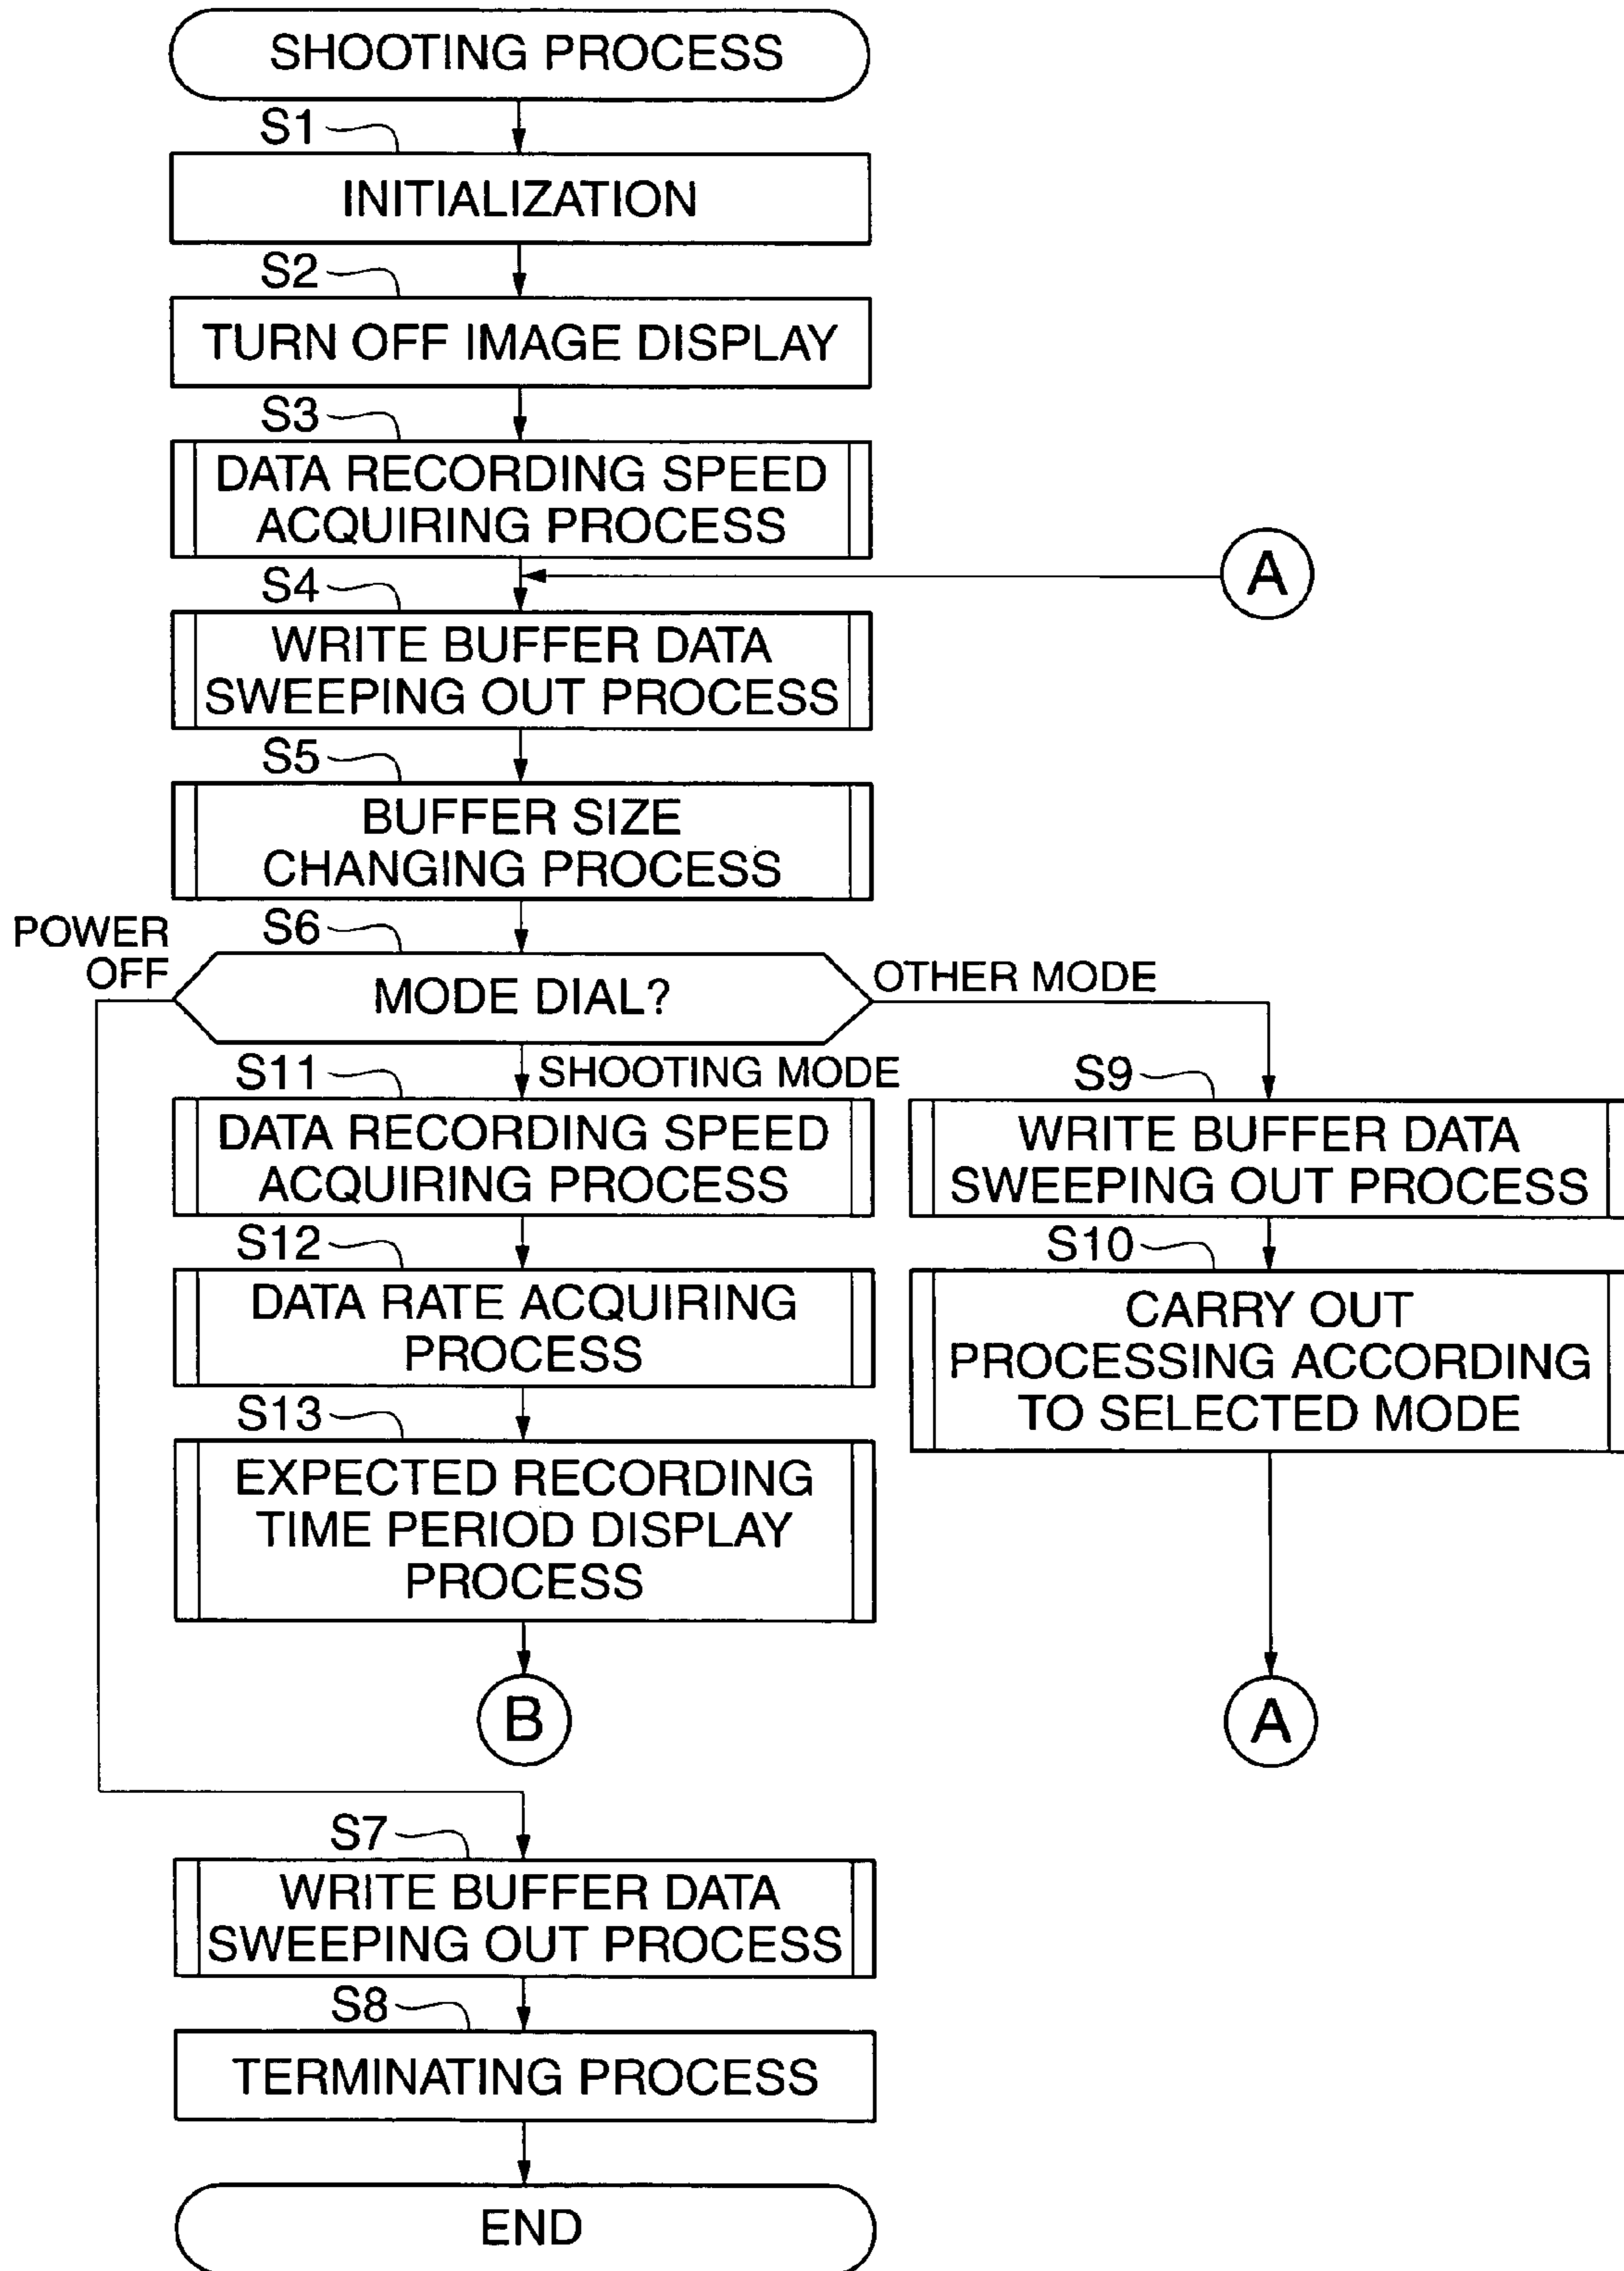 SHOOTING PROCESS
S1
INITIALIZATION
S2
TURN OFF IMAGE DISPLAY
S3
DATA RECORDING SPEED
ACQUIRING PROCESS
A
S4
WRITE BUFFER DATA
SWEEPING OUT PROCESS
S5
BUFFER SIZE
CHANGING PROCESS
POWER
OFF
S6
MODE DIAL?
OTHER MODE
SHOOTING MODE
S11
DATA RECORDING SPEED
ACQUIRING PROCESS
S9
WRITE BUFFER DATA
SWEEPING OUT PROCESS
S12
DATA RATE ACQUIRING
PROCESS
S10
CARRY OUT
PROCESSING ACCORDING
TO SELECTED MODE
S13
EXPECTED RECORDING
TIME PERIOD DISPLAY
PROCESS
B
A
S7
WRITE BUFFER DATA
SWEEPING OUT PROCESS
S8
TERMINATING PROCESS
END